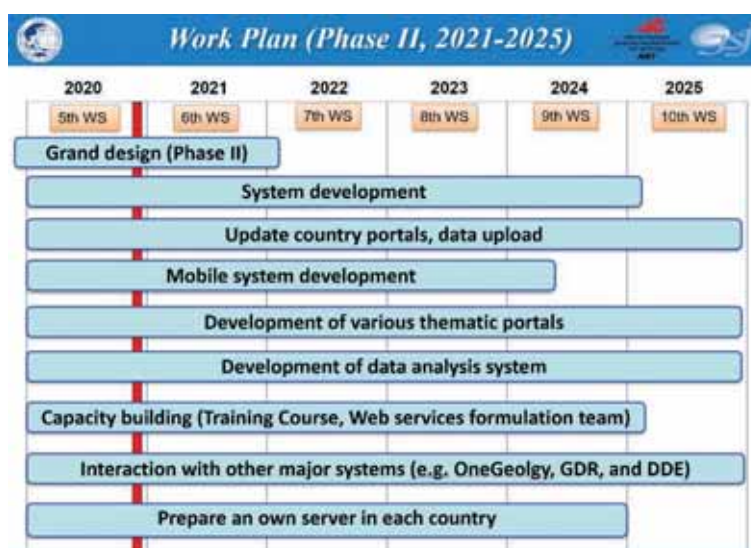 Work Plan (Phase II, 2021-2025)
2020 2021 2022 2023 2024 2025
5th WS 6th WS 7th WS 8th WS 9th WS 10th WS
Grand design (Phase II)
System development
Update country portals, data upload
Mobile system development
Development of various thematic portals
Development of data analysis system
Capacity building (Training Course, Web services formulation team)
Interaction with other major systems (e.g. OneGeolgy, GDR, and DDE)
Prepare an own server in each country